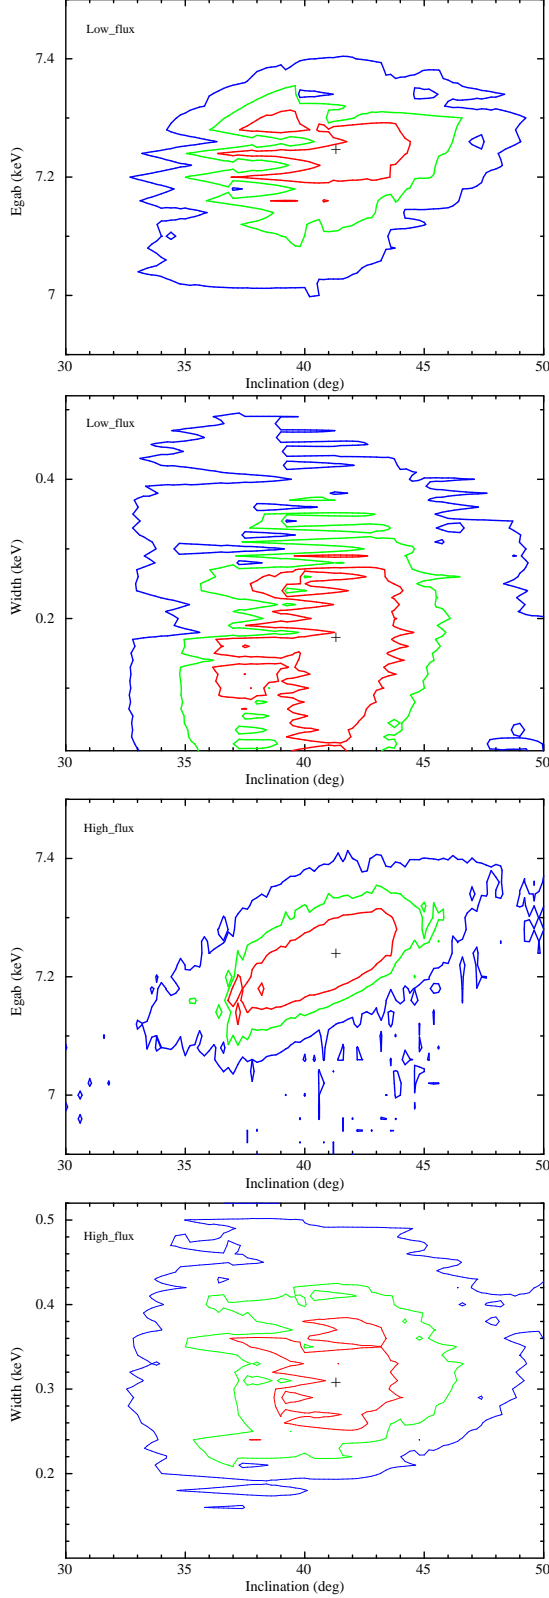 Low_flux
7.4
7.2
7
Egab (keV)
30 35 40 45 50
Inclination (deg)
Low_flux
0.4
0.2
Width (keV)
30 35 40 45 50
Inclination (deg)
High_flux
7.4
7.2
7
Egab (keV)
30 35 40 45 50
Inclination (deg)
0.5
High_flux
0.4
0.3
0.2
Width (keV)
30 35 40 45 50
Inclination (deg)